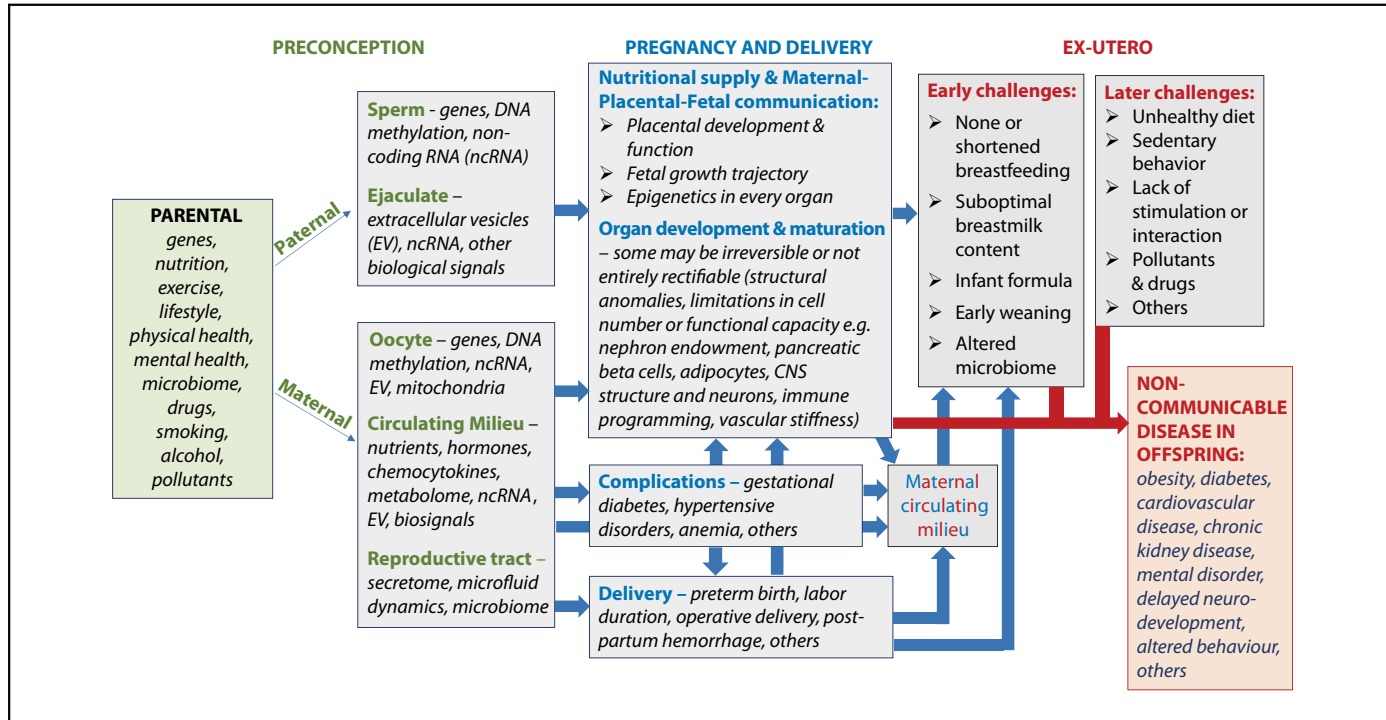 PRECONCEPTION
PREGNANCY AND DELIVERY
EX-UTERO
PARENTAL
genes,
nutrition,
exercise,
lifestyle,
physical health,
mental health,
microbiome,
drugs,
smoking,
alcohol,
pollutants
Paternal
Maternal
Sperm - genes, DNA
methylation, non-
coding RNA (ncRNA)
Ejaculate –
extracellular vesicles
(EV), ncRNA, other
biological signals
Oocyte – genes, DNA
methylation, ncRNA,
EV, mitochondria
Circulating Milieu –
nutrients, hormones,
chemocytokines,
metabolome, ncRNA,
EV, biosignals
Reproductive tract –
secretome, microfluid
dynamics, microbiome
Nutritional supply & Maternal-
Placental-Fetal communication:
➢ Placental development &
function
➢ Fetal growth trajectory
➢ Epigenetics in every organ
Organ development & maturation
– some may be irreversible or not
entirely rectifiable (structural
anomalies, limitations in cell
number or functional capacity e.g.
nephron endowment, pancreatic
beta cells, adipocytes, CNS
structure and neurons, immune
programming, vascular stiffness)
Complications – gestational
diabetes, hypertensive
disorders, anemia, others
Delivery – preterm birth, labor
duration, operative delivery, post-
partum hemorrhage, others
Maternal
circulating
milieu
Early challenges:
➢ None or
shortened
breastfeeding
➢ Suboptimal
breastmilk
content
➢ Infant formula
➢ Early weaning
➢ Altered
microbiome
Later challenges:
➢ Unhealthy diet
➢ Sedentary
behavior
➢ Lack of
stimulation or
interaction
➢ Pollutants
& drugs
➢ Others
NON-
COMMUNICABLE
DISEASE IN
OFFSPRING:
obesity, diabetes,
cardiovascular
disease, chronic
kidney disease,
mental disorder,
delayed neuro-
development,
altered behaviour,
others